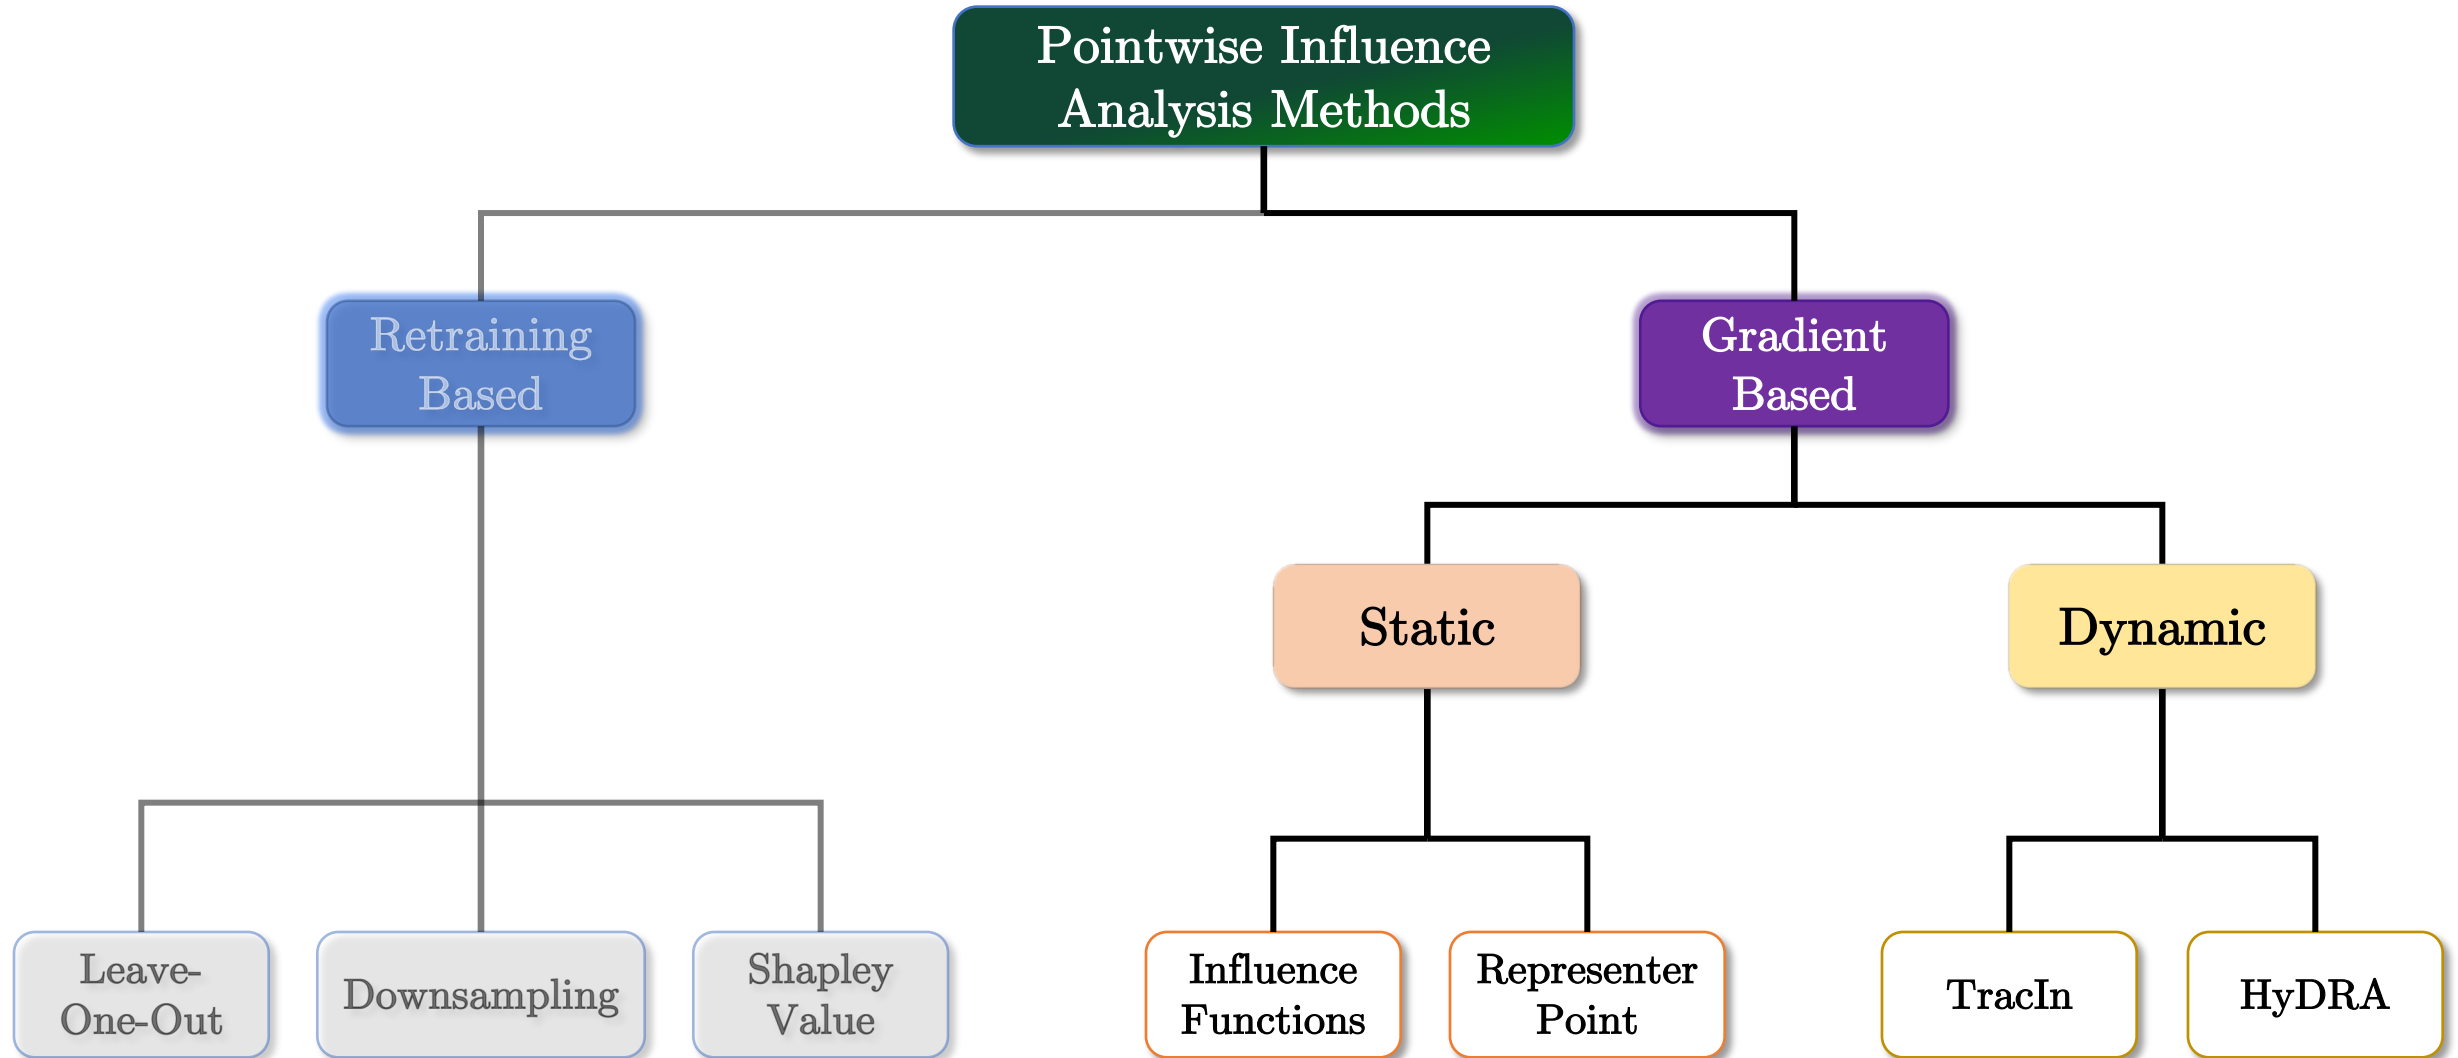 Pointwise Influence
Analysis Methods
Retraining
Based
Gradient
Based
Static
Dynamic
Leave-
One-Out
Downsampling
Shapley
Value
Influence
Functions
Representer
Point
TracIn
HyDRA